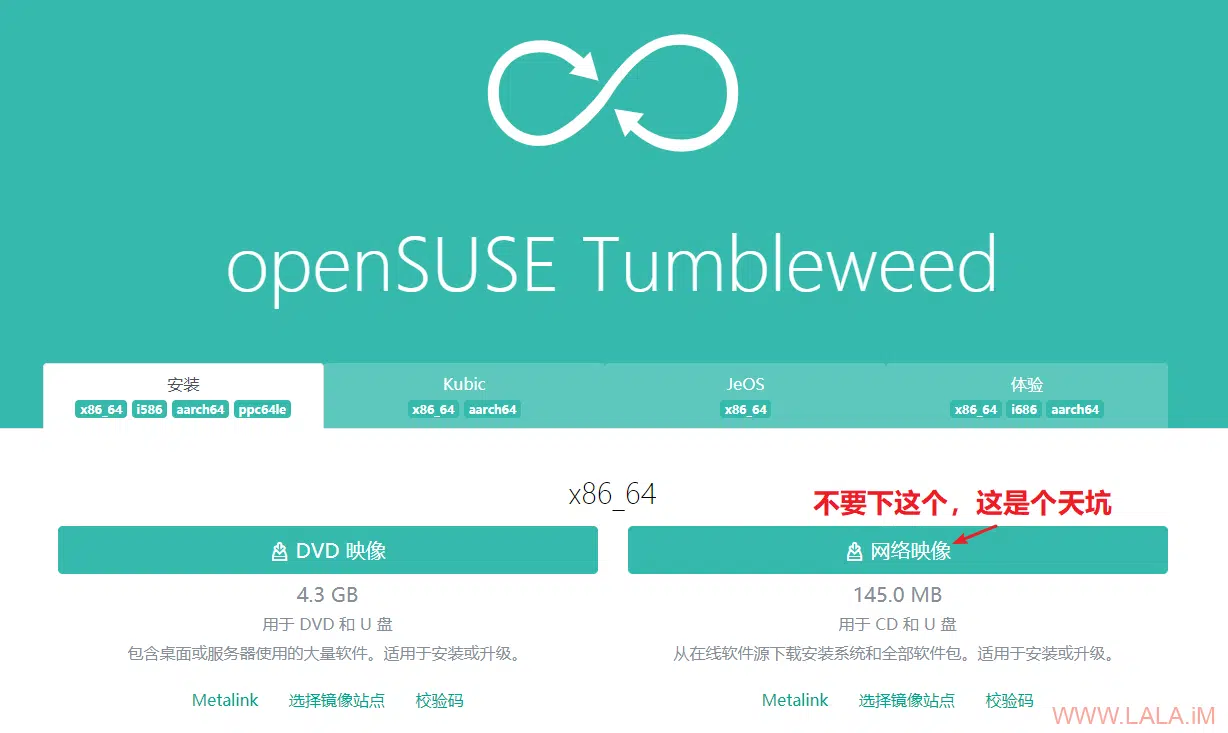 openSUSE Tumbleweed
安装 Kubic JeOS 体验
x86_64 i586 aarch64 ppc64le x86_64 aarch64 x86_64 x86_64 i686 aarch64
x86_64
不要下这个，这是个天坑
DVD 映像 网络映像
4.3 GB 145.0 MB
用于 DVD 和 U 盘 用于 CD 和 U 盘
包含桌面或服务器使用的大量软件。适用于安装或升级。 从在线软件源下载安装系统和全部软件包。适用于安装或升级。
Metalink 选择镜像站点 校验码 Metalink 选择镜像站点 校验码
WWW.LALA.iM